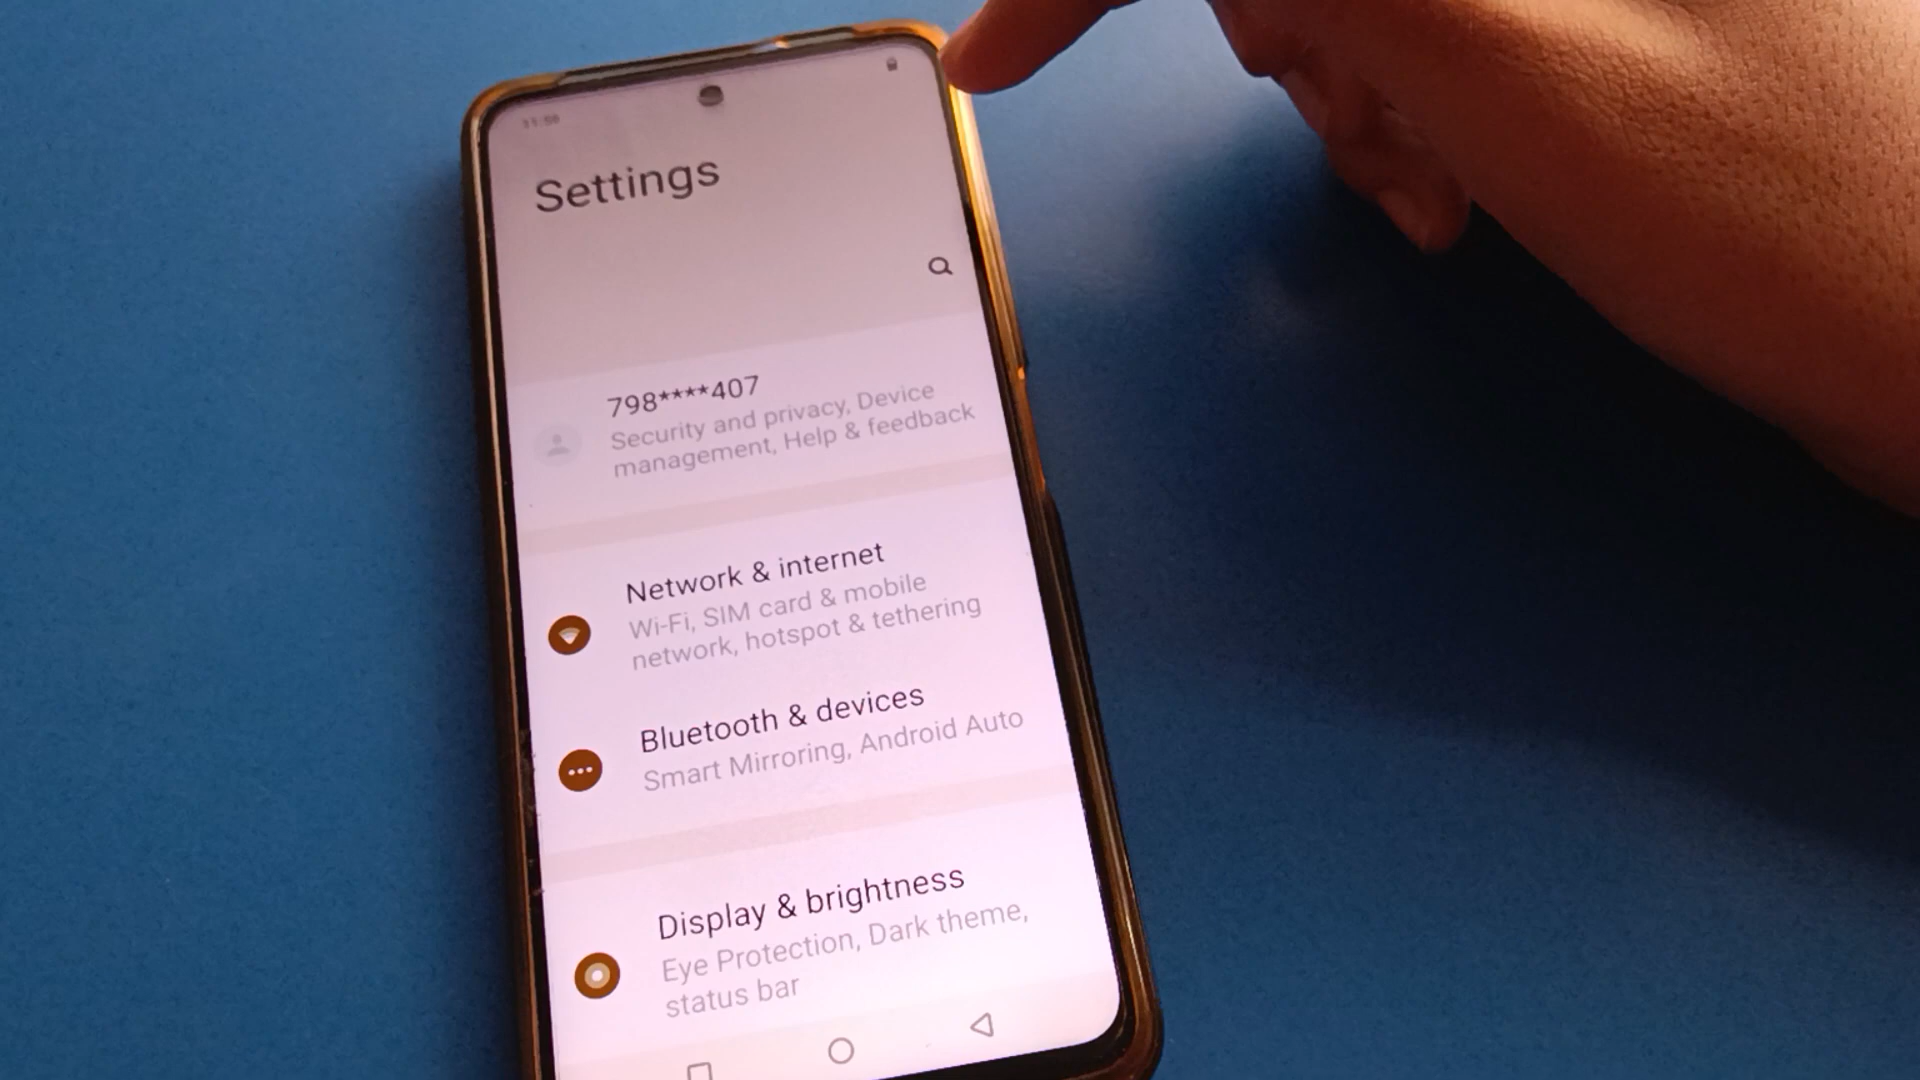 Settings
798****407
Security and privacy, Device
management, Help & feedback
Network & internet
Wi-Fi, SIM card & mobile
network, hotspot & tethering
Bluetooth & devices
Smart Mirroring, Android Auto
Display & brightness
Eye Protection, Dark theme,
status bar